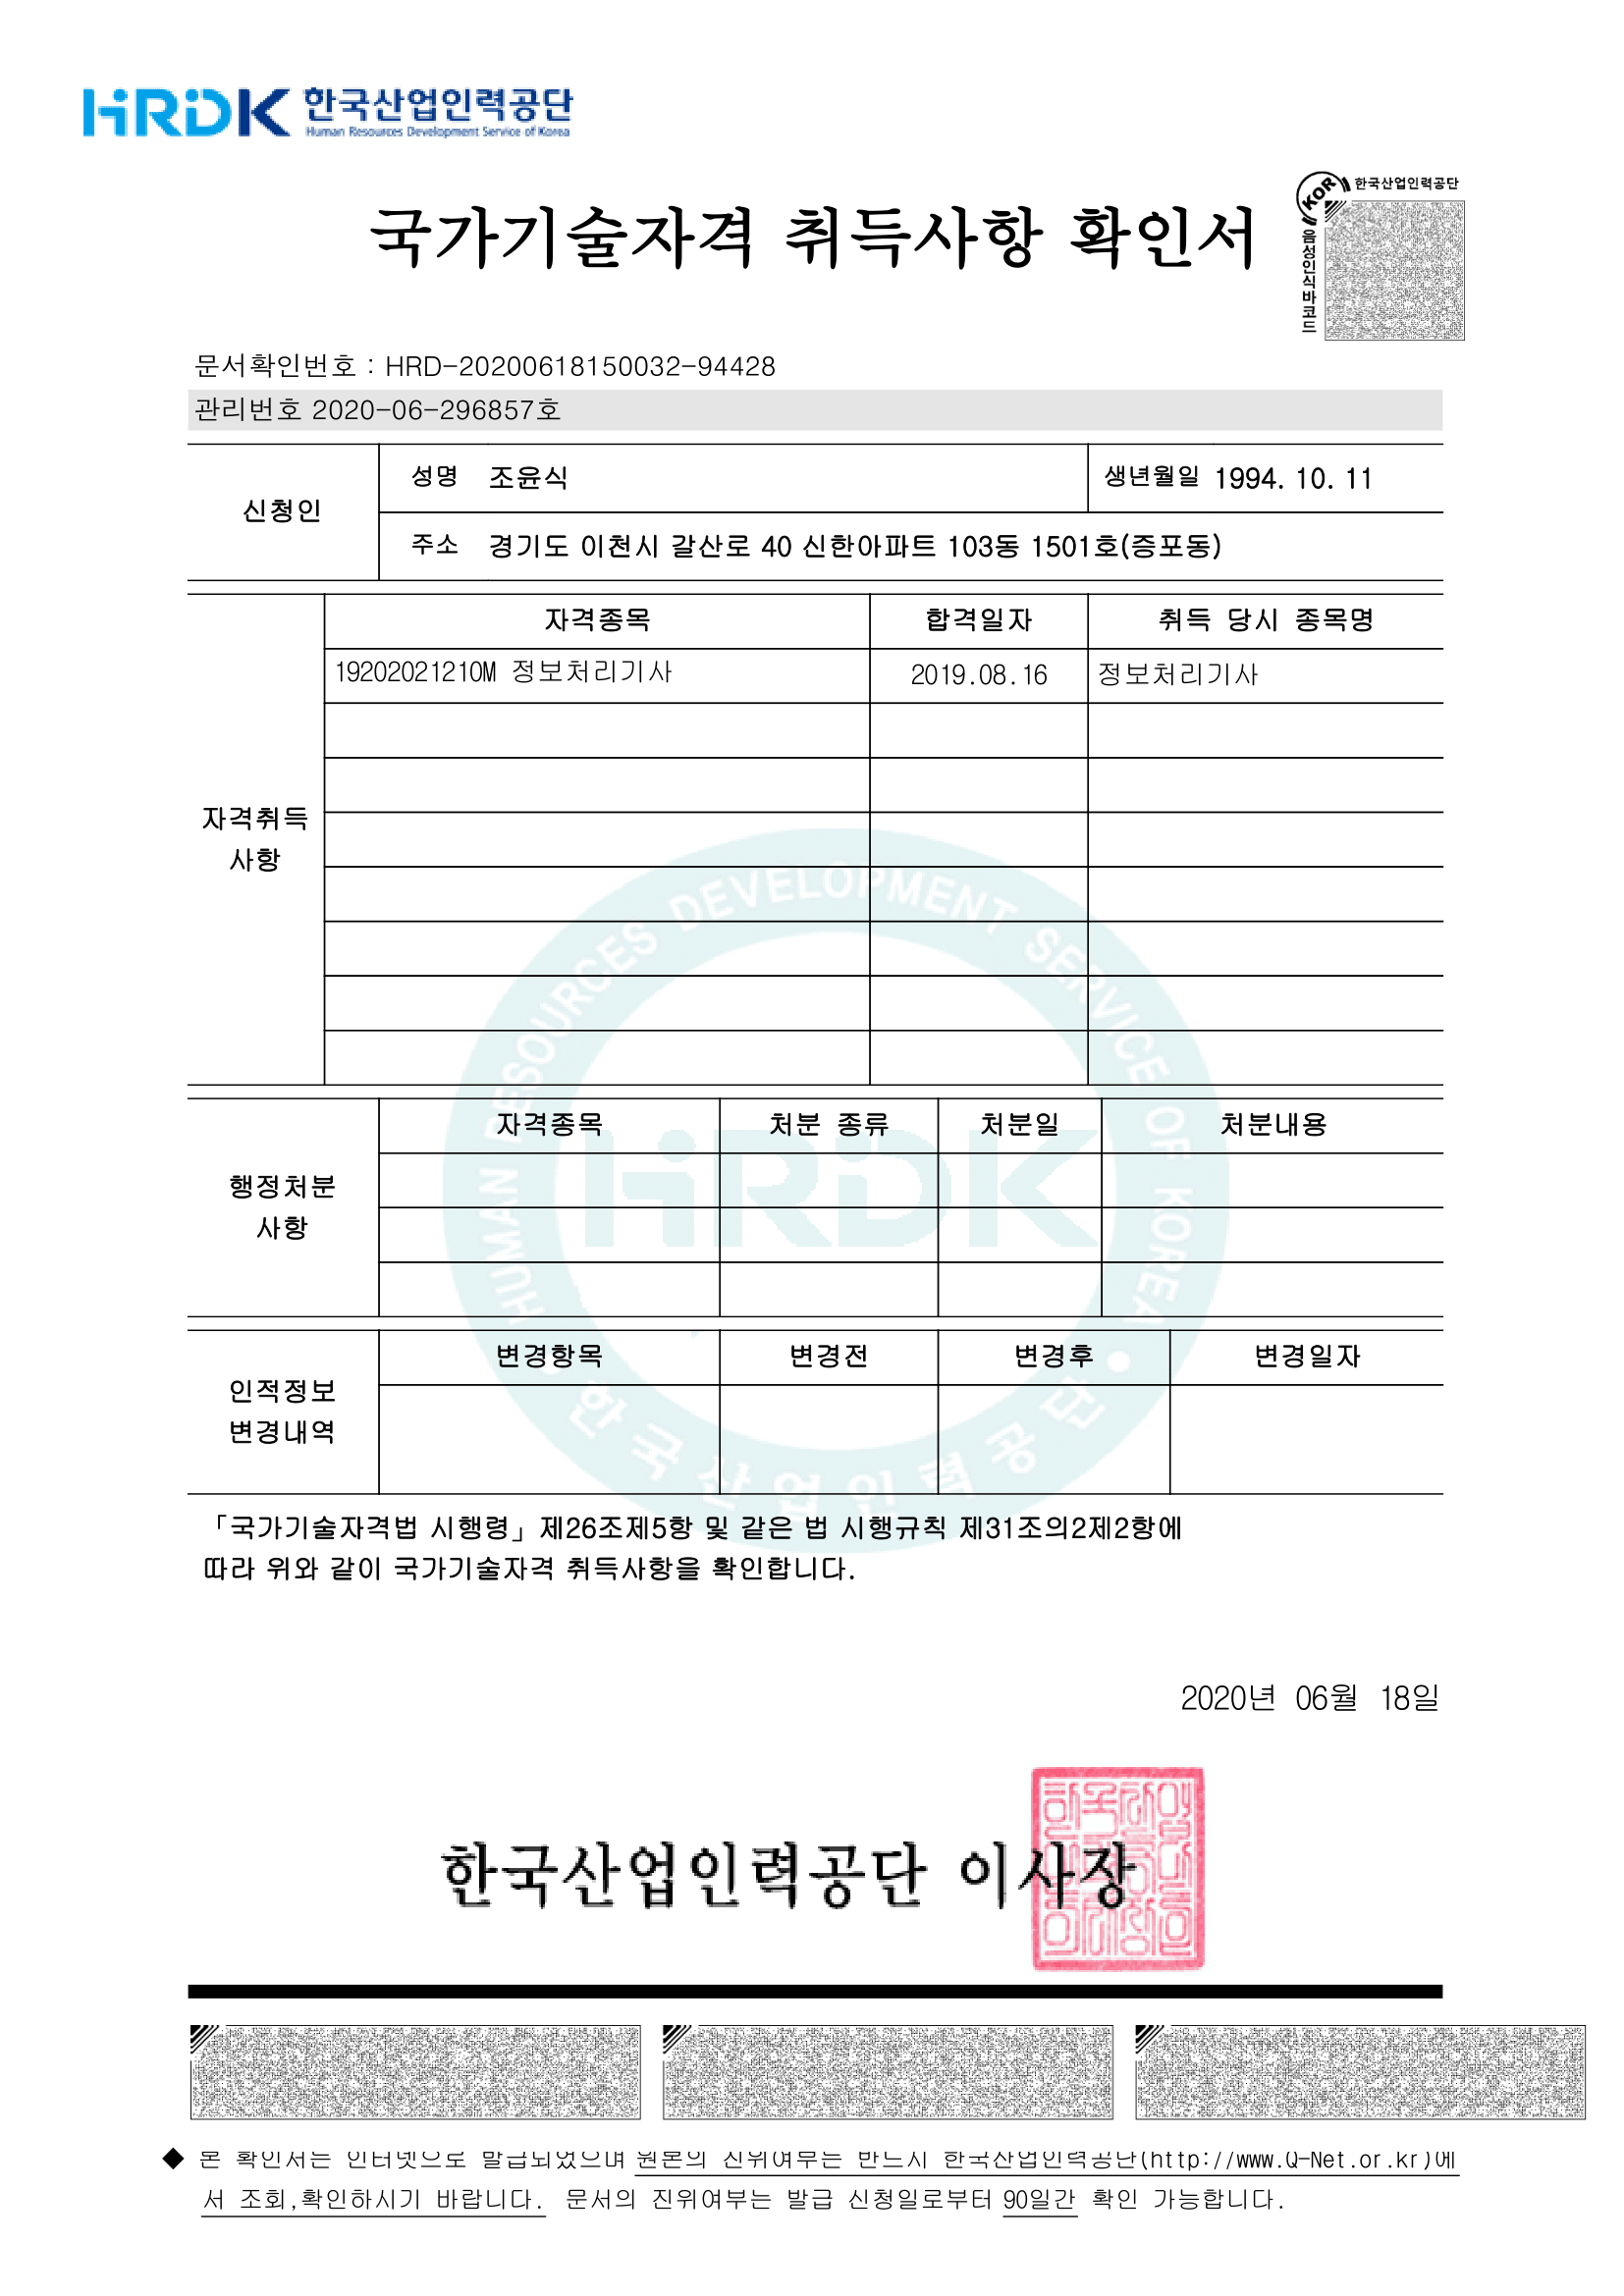 HRDK 한국산업인력공단
Human Resources Development Service of Korea
KOR 한국산업인력공단
음성인식바코드
국가기술자격 취득사항 확인서
문서확인번호 : HRD-20200618150032-94428
관리번호 2020-06-296857호
신청인
성명 조윤식 생년월일 1994. 10. 11
주소 경기도 이천시 갈산로 40 신한아파트 103동 1501호(증포동)
자격취득
사항
자격종목 합격일자 취득 당시 종목명
19202021210M 정보처리기사 2019.08.16 정보처리기사
행정처분
사항
자격종목 처분 종류 처분일 처분내용
인적정보
변경내역
변경항목 변경전 변경후 변경일자
HUMAN RESOURCES DEVELOPMENT SERVICE OF KOREA
HRDK
한국산업인력공단
「국가기술자격법 시행령」제26조제5항 및 같은 법 시행규칙 제31조의2제2항에
따라 위와 같이 국가기술자격 취득사항을 확인합니다.
2020년 06월 18일
한국산업인력공단 이사장
◆ 본 확인서는 인터넷으로 발급되었으며 원본의 진위여부는 반드시 한국산업인력공단(http://www.Q-Net.or.kr)에
서 조회,확인하시기 바랍니다. 문서의 진위여부는 발급 신청일로부터 90일간 확인 가능합니다.